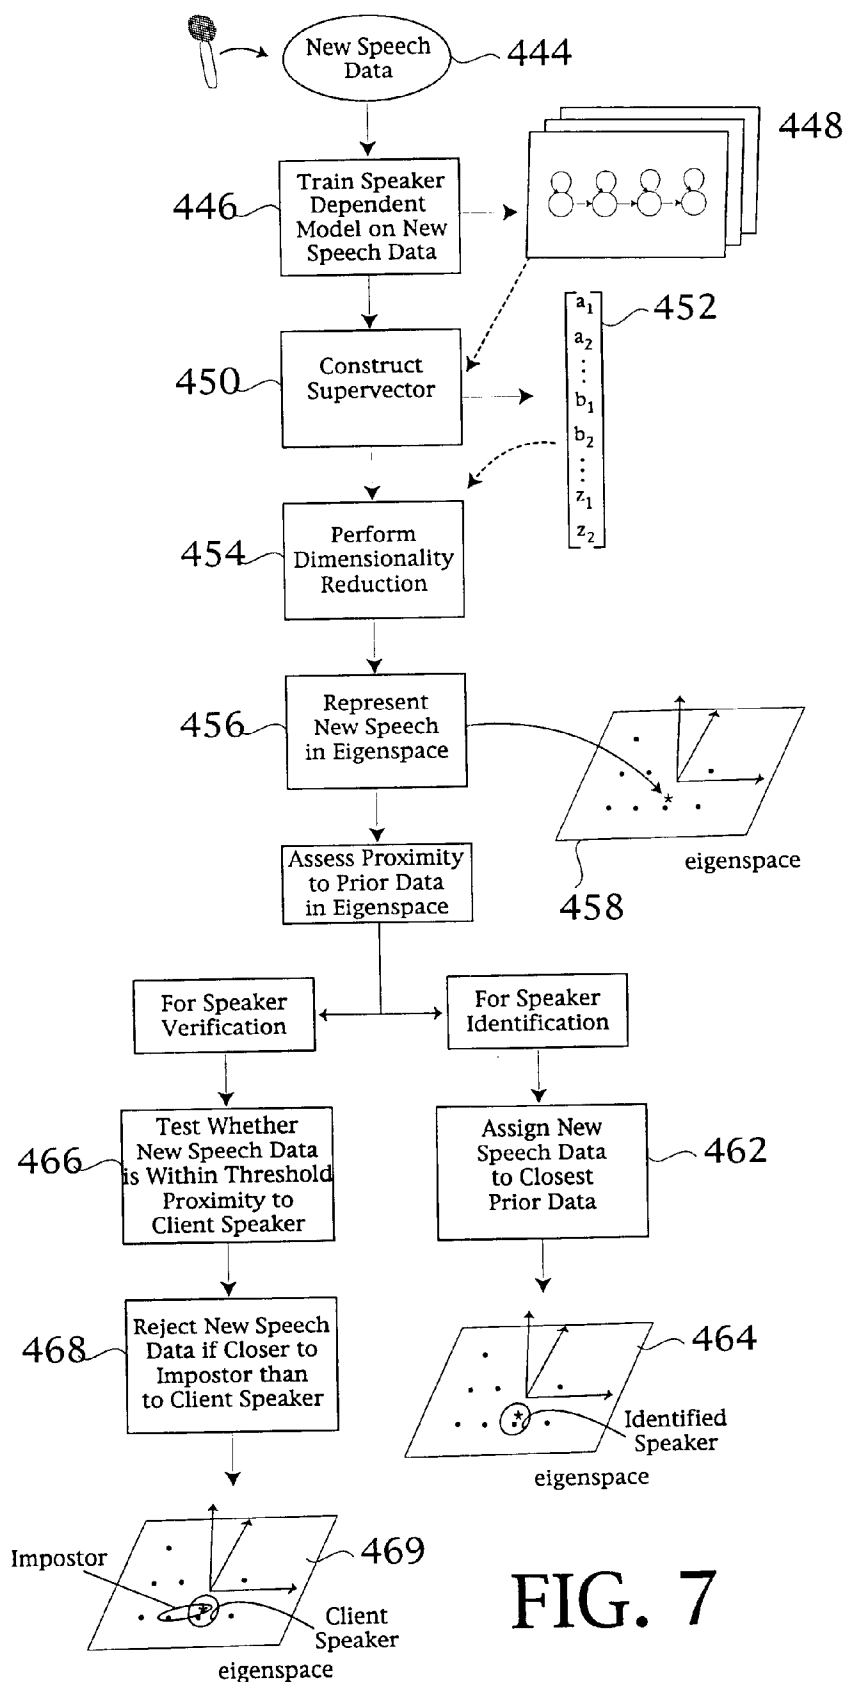 New Speech
Data
444
446
Train Speaker
Dependent
Model on New
Speech Data
448
450
Construct
Supervector
452
a1
a2
⋮
b1
b2
⋮
z1
z2
454
Perform
Dimensionality
Reduction
456
Represent
New Speech
in Eigenspace
eigenspace
458
Assess Proximity
to Prior Data
in Eigenspace
For Speaker
Verification
For Speaker
Identification
466
Test Whether
New Speech Data
is Within Threshold
Proximity to
Client Speaker
Assign New
Speech Data
to Closest
Prior Data
462
468
Reject New Speech
Data if Closer to
Impostor than
to Client Speaker
464
Identified
Speaker
eigenspace
469
Impostor
Client
Speaker
eigenspace
FIG. 7